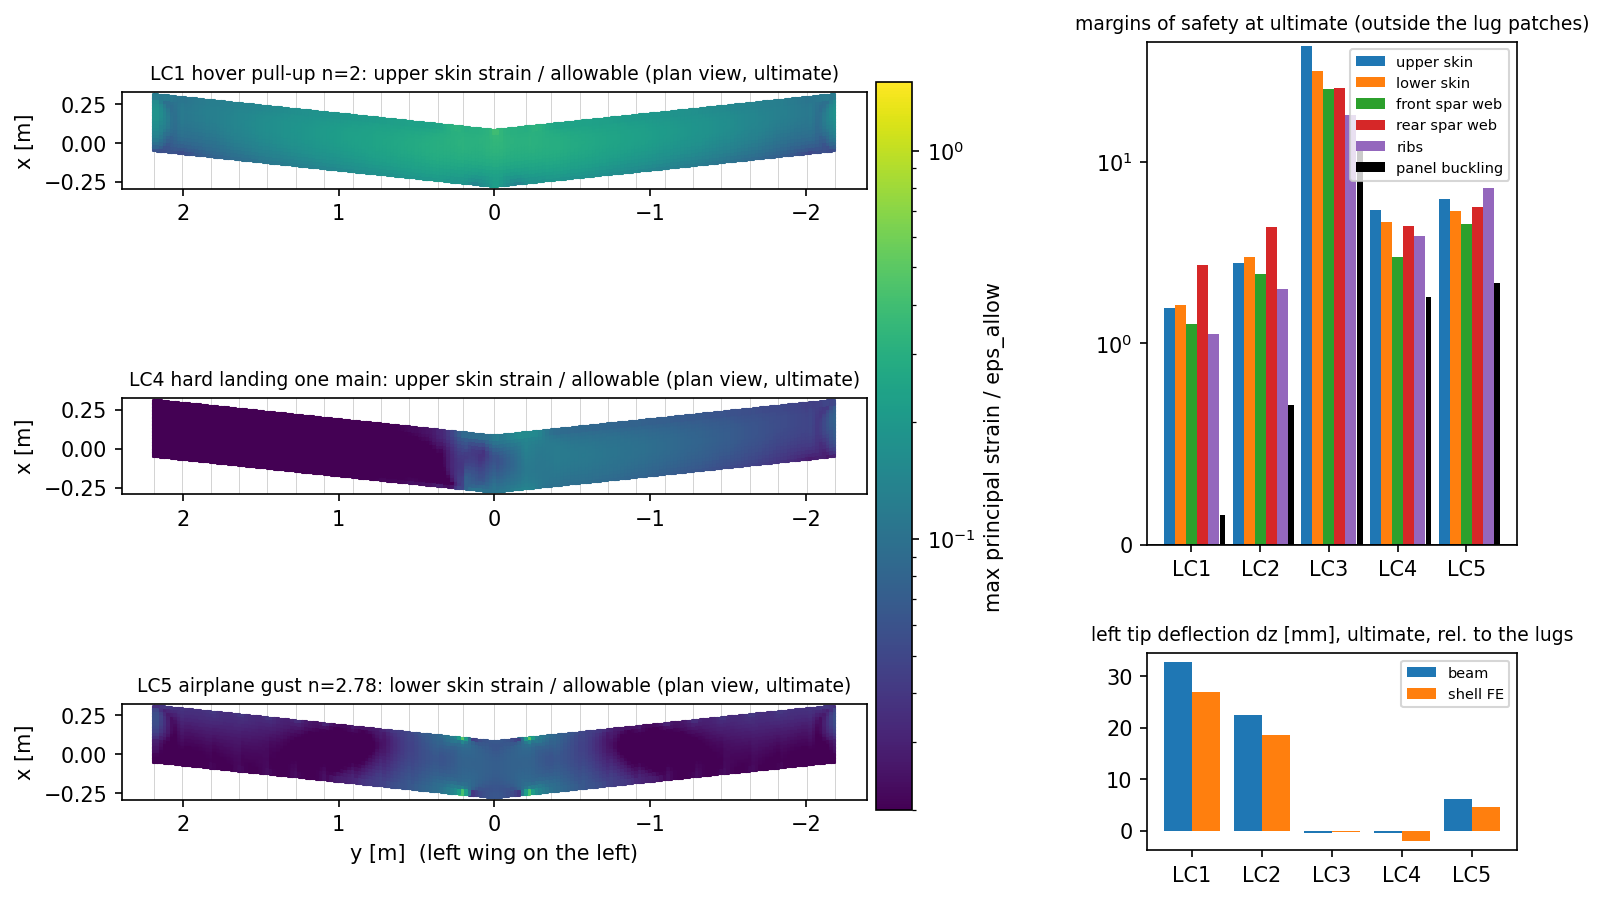 LC1 hover pull-up n=2: upper skin strain / allowable (plan view, ultimate)
x [m]
0.25
0.00
−0.25
2
1
0
−1
−2
LC4 hard landing one main: upper skin strain / allowable (plan view, ultimate)
x [m]
0.25
0.00
−0.25
2
1
0
−1
−2
LC5 airplane gust n=2.78: lower skin strain / allowable (plan view, ultimate)
x [m]
0.25
0.00
−0.25
2
1
0
−1
−2
y [m]  (left wing on the left)
10⁰
10⁻¹
max principal strain / eps_allow
margins of safety at ultimate (outside the lug patches)
upper skin
lower skin
front spar web
rear spar web
ribs
panel buckling
10¹
10⁰
0
LC1
LC2
LC3
LC4
LC5
left tip deflection dz [mm], ultimate, rel. to the lugs
beam
shell FE
30
20
10
0
LC1
LC2
LC3
LC4
LC5